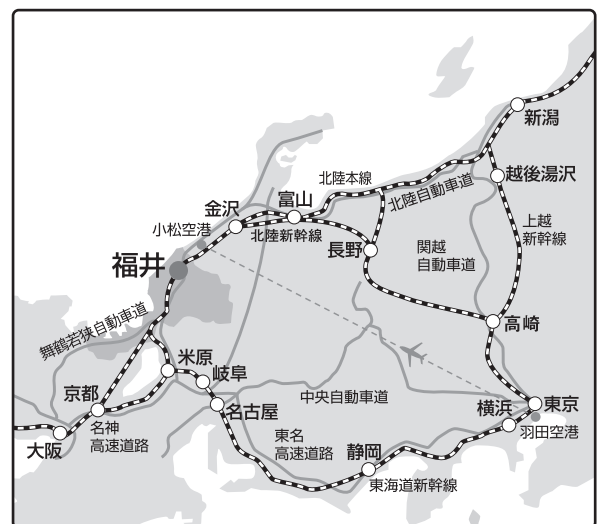 新潟
越後湯沢
北陸本線
北陸自動車道
富山
金沢
小松空港
北陸新幹線
上越
新幹線
長野
関越
自動車道
福井
高崎
舞鶴若狭自動車道
米原
岐阜
京都
名古屋
中央自動車道
横浜
東京
羽田空港
名神
高速道路
大阪
東名
高速道路
静岡
東海道新幹線